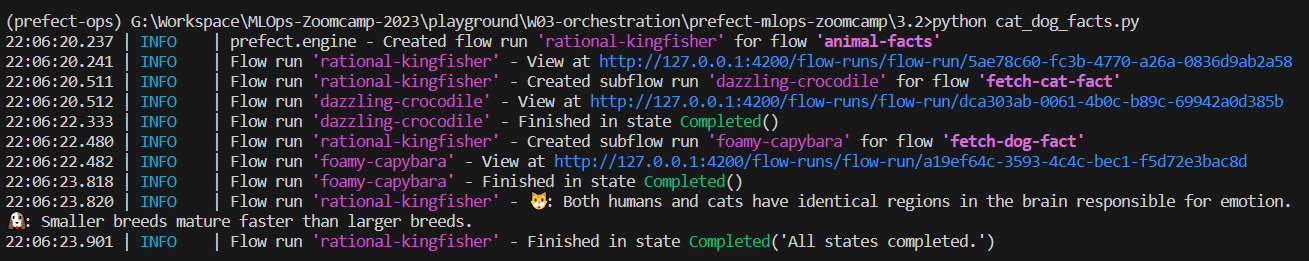 (prefect-ops) G:\Workspace\MLOps-Zoomcamp-2023\playground\W03-orchestration\prefect-mlops-zoomcamp\3.2>python cat_dog_facts.py
22:06:20.237 | INFO    | prefect.engine - Created flow run 'rational-kingfisher' for flow 'animal-facts'
22:06:20.241 | INFO    | Flow run 'rational-kingfisher' - View at http://127.0.0.1:4200/flow-runs/flow-run/5ae78c60-fc3b-4770-a26a-0836d9ab2a58
22:06:20.511 | INFO    | Flow run 'rational-kingfisher' - Created subflow run 'dazzling-crocodile' for flow 'fetch-cat-fact'
22:06:20.512 | INFO    | Flow run 'dazzling-crocodile' - View at http://127.0.0.1:4200/flow-runs/flow-run/dca303ab-0061-4b0c-b89c-69942a0d385b
22:06:22.333 | INFO    | Flow run 'dazzling-crocodile' - Finished in state Completed()
22:06:22.480 | INFO    | Flow run 'rational-kingfisher' - Created subflow run 'foamy-capybara' for flow 'fetch-dog-fact'
22:06:22.482 | INFO    | Flow run 'foamy-capybara' - View at http://127.0.0.1:4200/flow-runs/flow-run/a19ef64c-3593-4c4c-bec1-f5d72e3bac8d
22:06:23.818 | INFO    | Flow run 'foamy-capybara' - Finished in state Completed()
22:06:23.820 | INFO    | Flow run 'rational-kingfisher' - 🐱: Both humans and cats have identical regions in the brain responsible for emotion.
🐶: Smaller breeds mature faster than larger breeds.
22:06:23.901 | INFO    | Flow run 'rational-kingfisher' - Finished in state Completed('All states completed.')